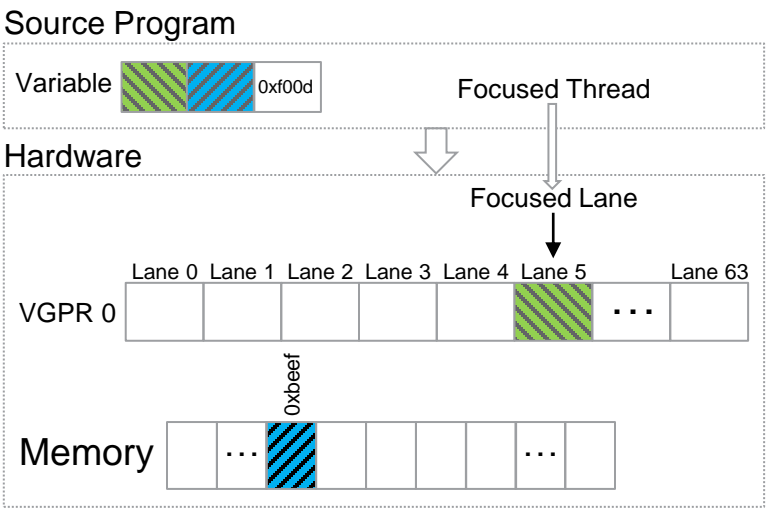 Source Program
Variable 0xf00d Focused Thread
Hardware
Focused Lane
Lane 0 Lane 1 Lane 2 Lane 3 Lane 4 Lane 5 Lane 63
VGPR 0 ...
0xbeef
Memory ... ...